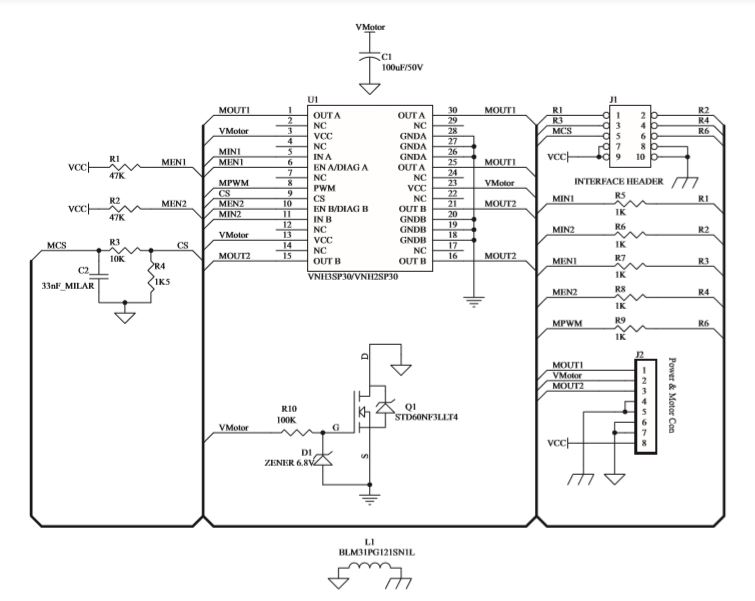 VMotor
C1
100uF/50V
U1
MOUT1 1 OUT A OUT A 30 MOUT1
2 NC NC 29
VMotor 3 VCC GNDA 28
4 NC GNDA 27
MIN1 5 IN A GNDA 26
MEN1 6 EN A/DIAG A OUT A 25 MOUT1
7 NC NC 24
MPWM 8 PWM VCC 23 VMotor
CS 9 CS NC 22
MEN2 10 EN B/DIAG B OUT B 21 MOUT2
MIN2 11 IN B GNDB 20
12 NC GNDB 19
VMotor 13 VCC GNDB 18
14 NC NC 17
MOUT2 15 OUT B OUT B 16 MOUT2
VNH3SP30/VNH2SP30
VCC R1 MEN1
47K
VCC R2 MEN2
47K
MCS R3 CS
10K
C2
33nF_MILAR
R4
1K5
J1
R1 1 2 R2
R3 3 4 R4
MCS 5 6 R6
7 8
VCC 9 10
INTERFACE HEADER
MIN1 R5 R1
1K
MIN2 R6 R2
1K
MEN1 R7 R3
1K
MEN2 R8 R4
1K
MPWM R9 R6
1K
J2
MOUT1 1
VMotor 2
MOUT2 3
4
5
6
7
VCC 8
Power & Motor Con
D
R10
100K
VMotor
G
Q1
STD60NF3LLT4
D1
ZENER 6,8V
S
L1
BLM31PG121SN1L